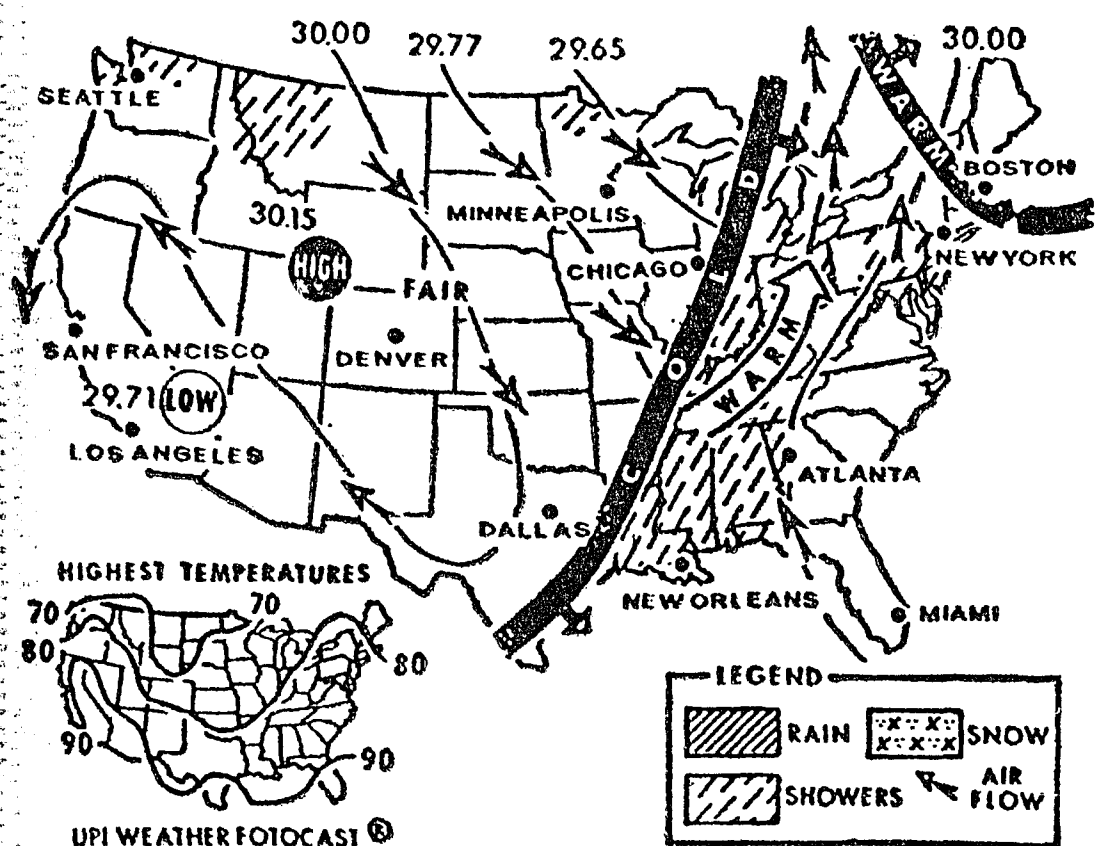 30.00
29.77
29.65
30.00
WARM
SEATTLE
BOSTON
COLD
30.15
MINNEAPOLIS
HIGH
NEW YORK
CHICAGO
FAIR
SAN FRANCISCO
DENVER
WARM
29.71 LOW
LOS ANGELES
ATLANTA
DALLAS
NEW ORLEANS
MIAMI
HIGHEST TEMPERATURES
70
70
80
80
90
90
UPI WEATHER FOTOCAST ®
LEGEND
RAIN
SNOW
SHOWERS
AIR
FLOW